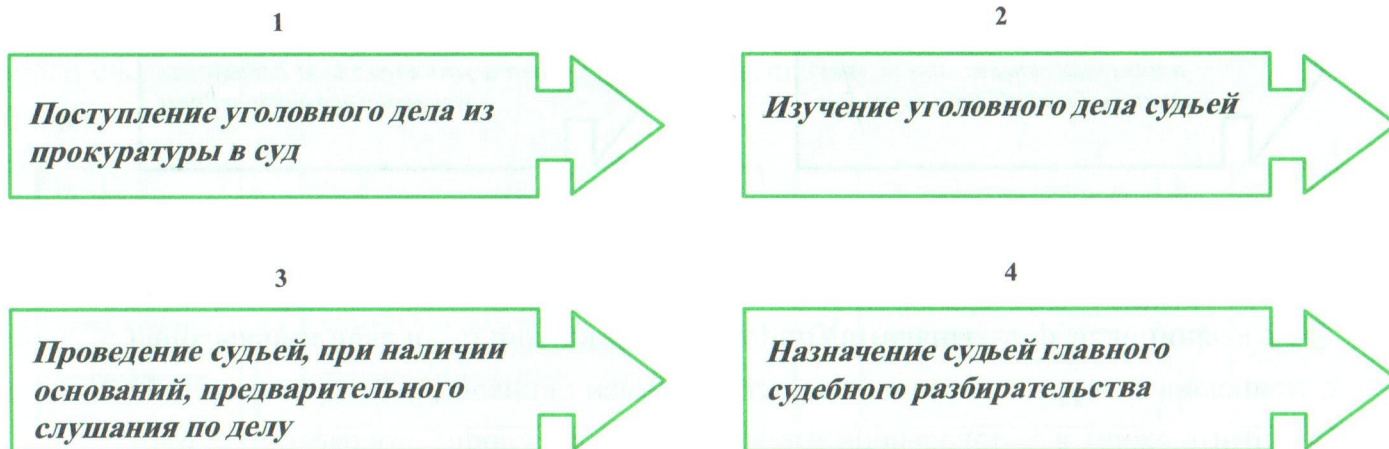 1
Поступление уголовного дела из
прокуратуры в суд
2
Изучение уголовного дела судьей
3
Проведение судьей, при наличии
оснований, предварительного
слушания по делу
4
Назначение судьей главного
судебного разбирательства